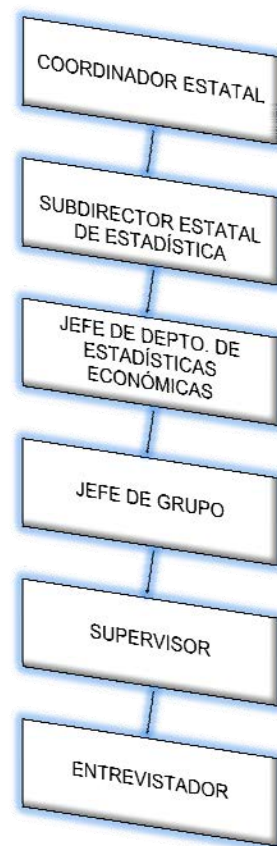 COORDINADOR ESTATAL
SUBDIRECTOR ESTATAL
DE ESTADÍSTICA
JEFE DE DEPTO. DE
ESTADÍSTICAS
ECONÓMICAS
JEFE DE GRUPO
SUPERVISOR
ENTREVISTADOR